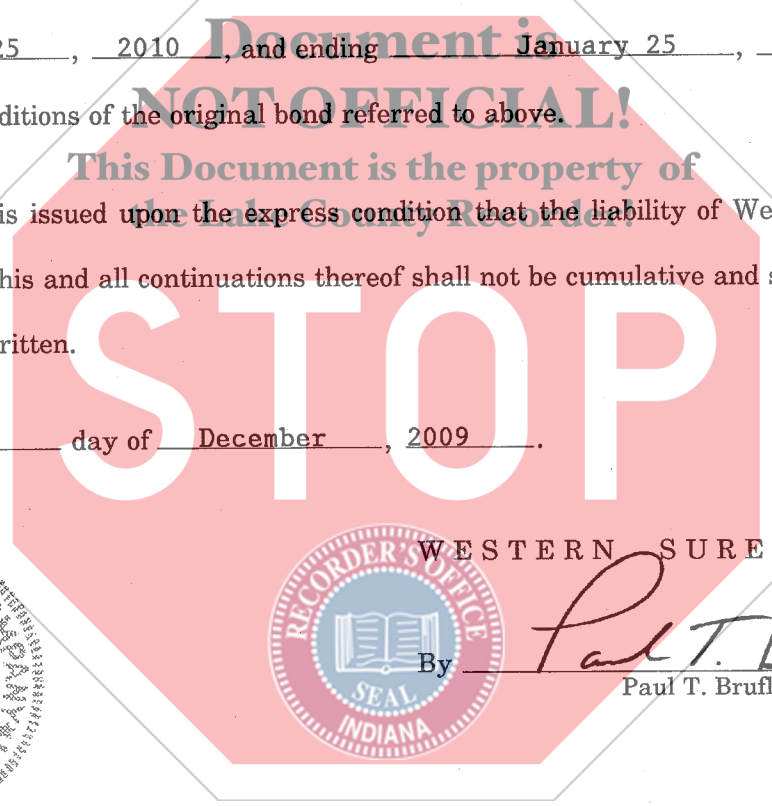 Document is
25 , 2010 , and ending January 25 ,
NOT OFFICIAL!
ditions of the original bond referred to above.
This Document is the property of
the Lake County Recorder!
is issued upon the express condition that the liability of We
his and all continuations thereof shall not be cumulative and s
ritten.
STOP
day of December , 2009 .
WESTERN SURE
RECORDER'S OFFICE
SEAL
INDIANA
By Paul T. B
Paul T. Brufl